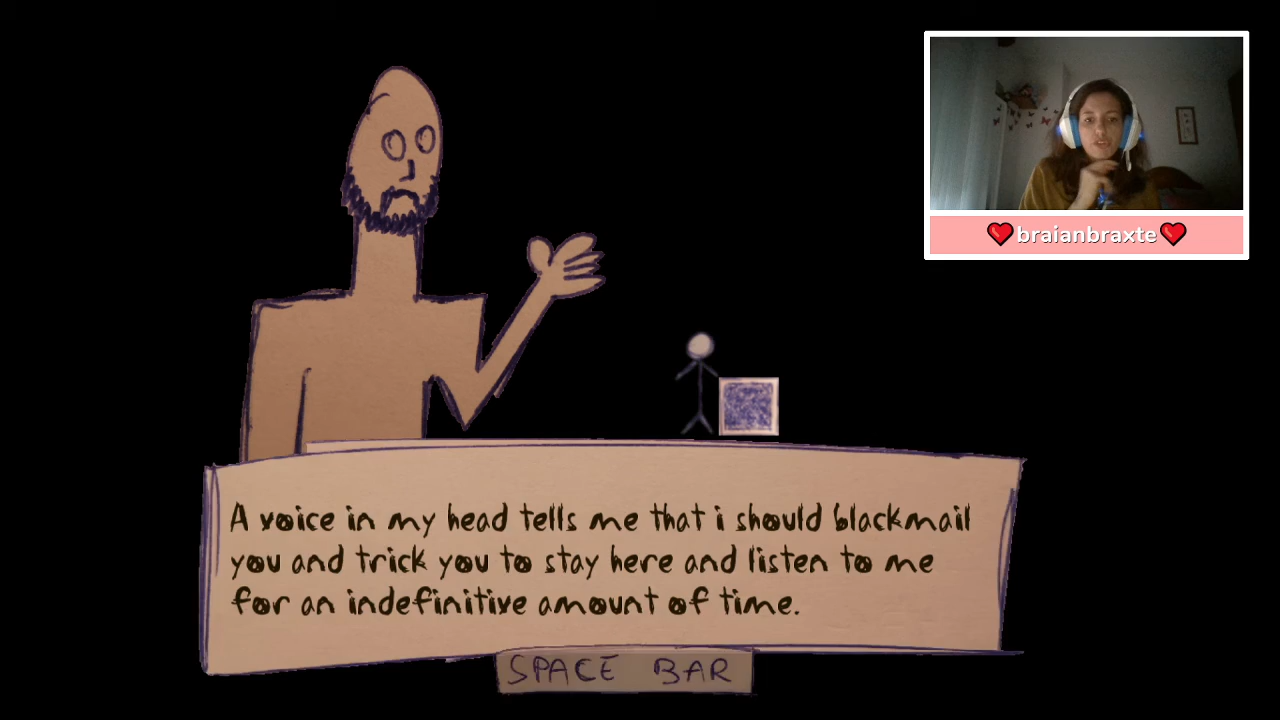 braianbraxte
A voice in my head tells me that i should blackmail
you and trick you to stay here and listen to me
for an indefinitive amount of time.
SPACE BAR